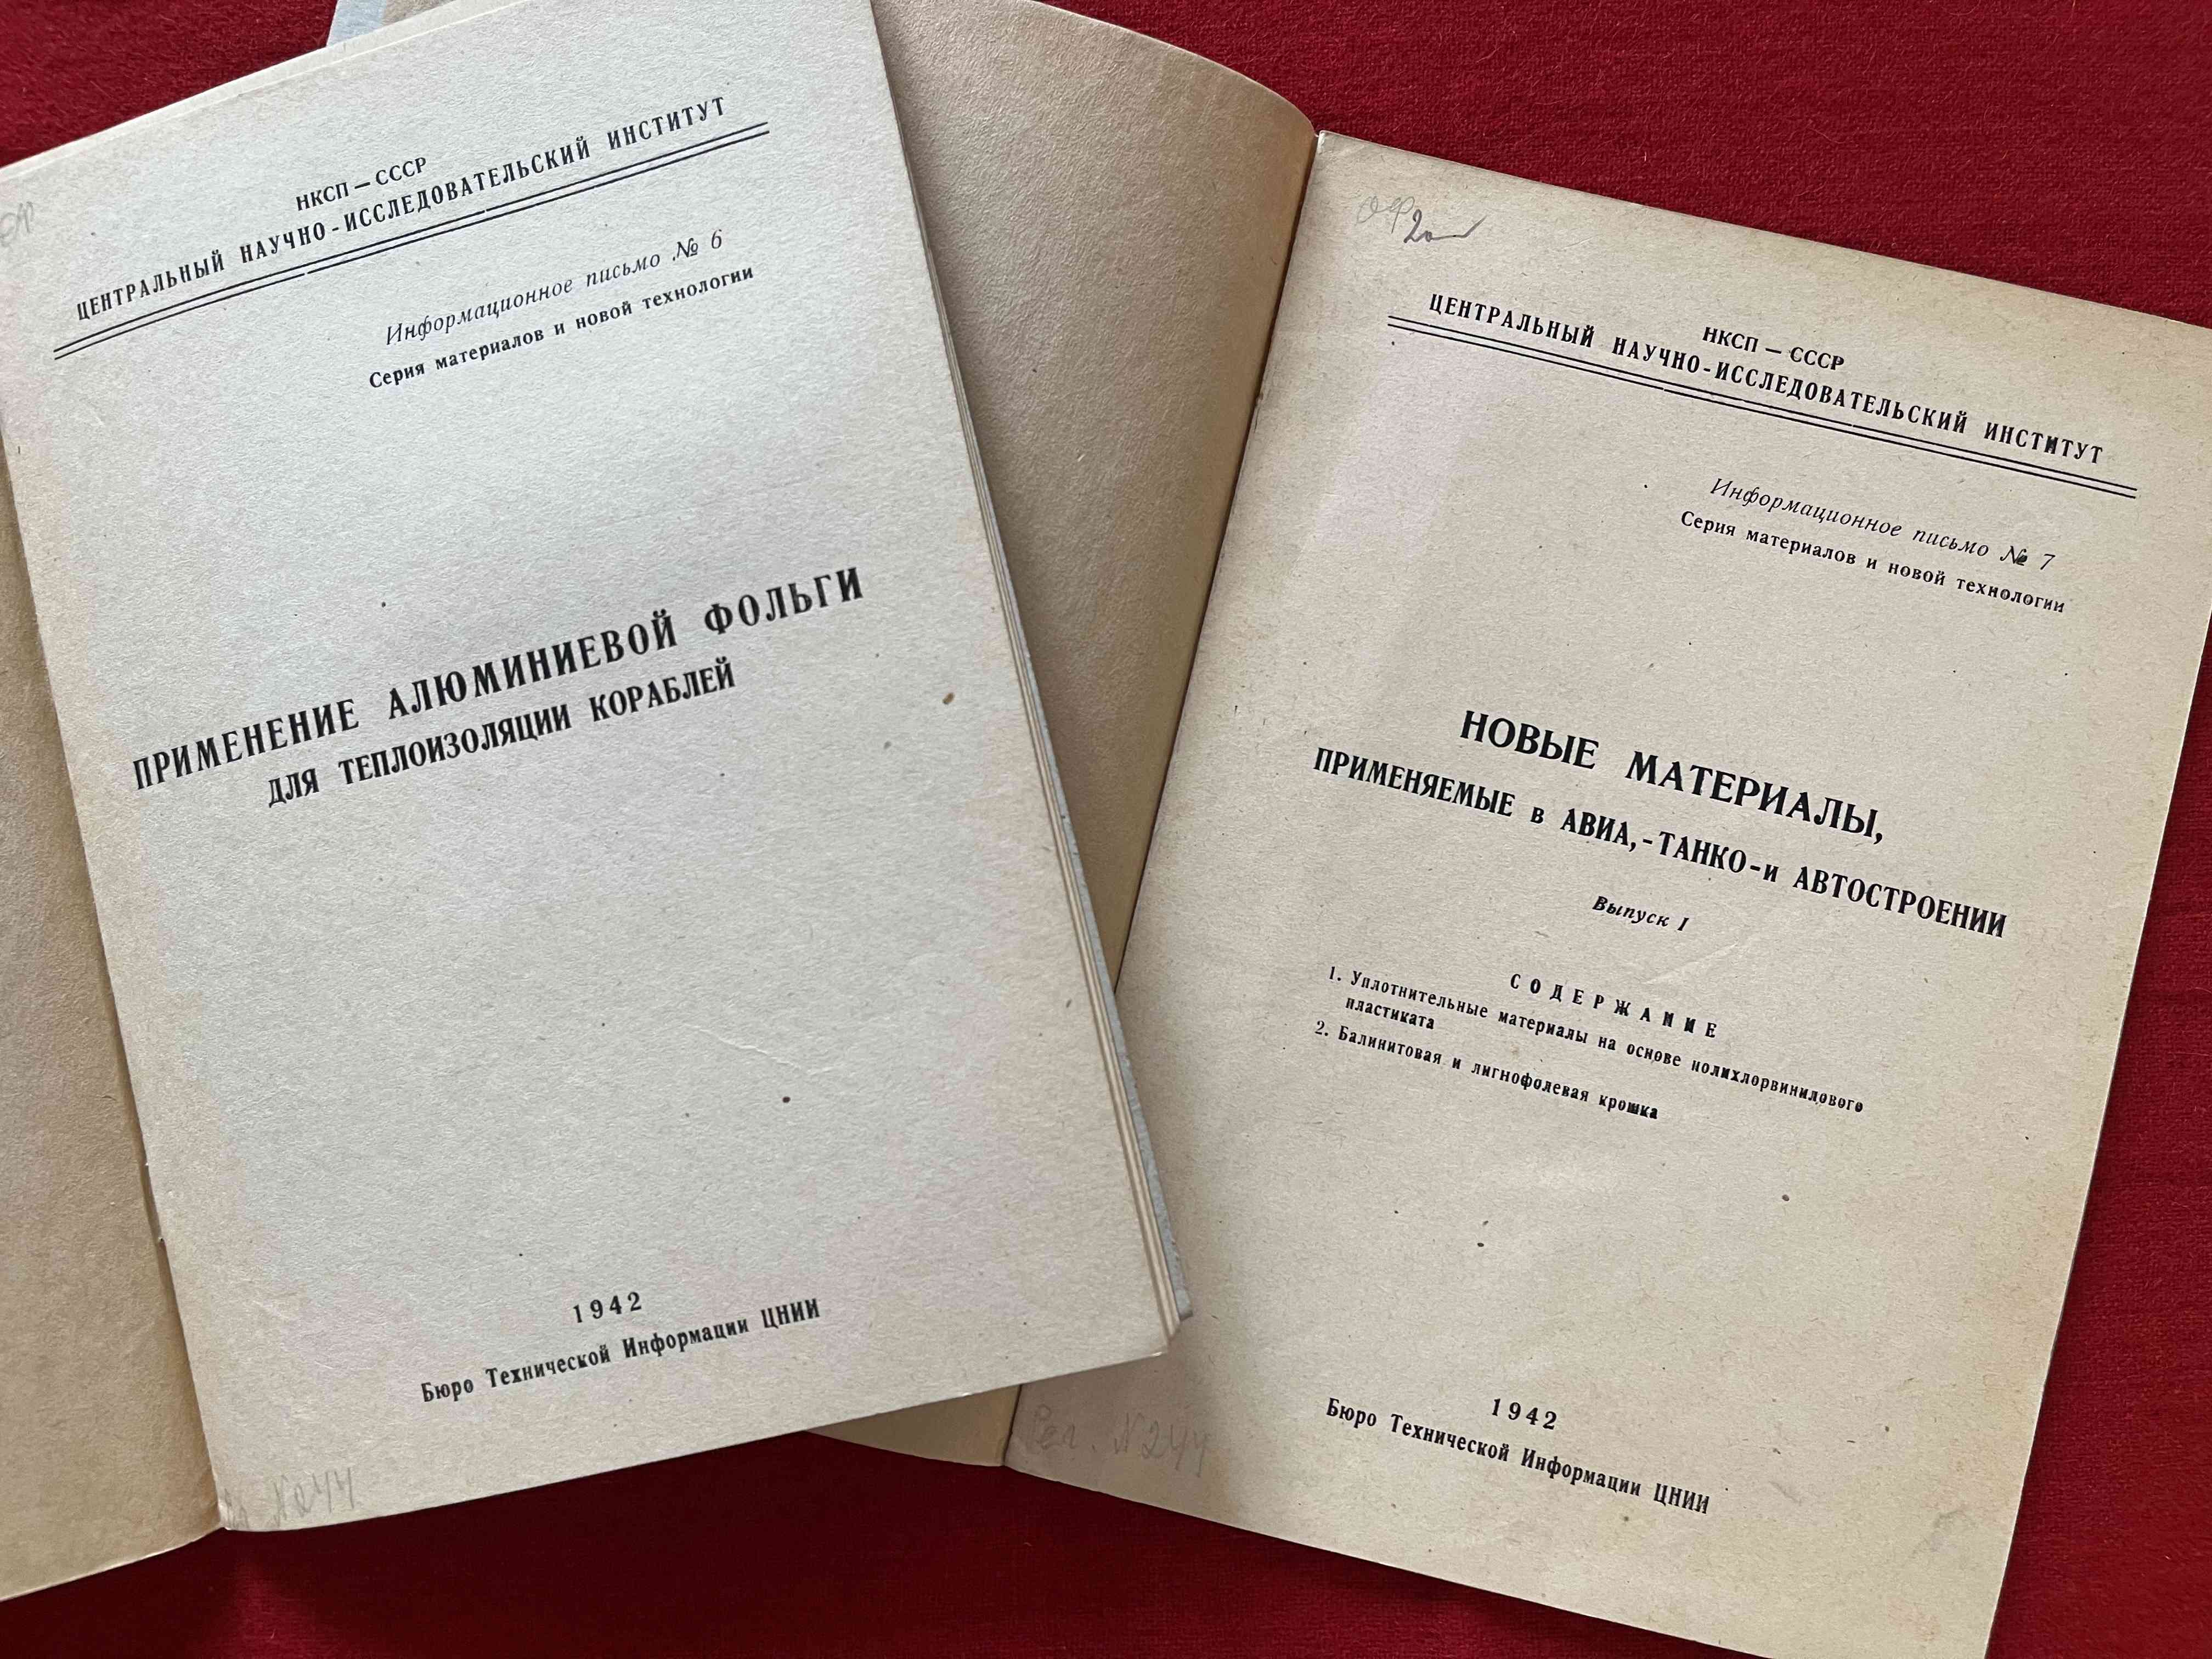 НКСП — СССР
ЦЕНТРАЛЬНЫЙ НАУЧНО-ИССЛЕДОВАТЕЛЬСКИЙ ИНСТИТУТ
Информационное письмо № 6
Серия материалов и новой технологии
ПРИМЕНЕНИЕ АЛЮМИНИЕВОЙ ФОЛЬГИ
ДЛЯ ТЕПЛОИЗОЛЯЦИИ КОРАБЛЕЙ
1942
Бюро Технической Информации ЦНИИ
N244
НКСП — СССР
ЦЕНТРАЛЬНЫЙ НАУЧНО-ИССЛЕДОВАТЕЛЬСКИЙ ИНСТИТУТ
Информационное письмо № 7
Серия материалов и новой технологии
НОВЫЕ МАТЕРИАЛЫ,
ПРИМЕНЯЕМЫЕ в АВИА,-ТАНКО-и АВТОСТРОЕНИИ
Выпуск I
СОДЕРЖАНИЕ
1. Уплотнительные материалы на основе полихлорвинилового
пластиката
2. Балинитовая и лигнофолевая крошка
1942
Бюро Технической Информации ЦНИИ
N244